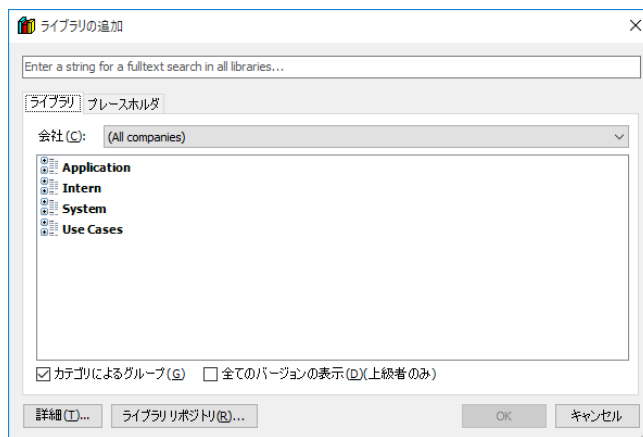 ライブラリの追加
Enter a string for a fulltext search in all libraries...
ライブラリ プレースホルダ
会社(C): (All companies)
Application
Intern
System
Use Cases
カテゴリによるグループ(G) 全てのバージョンの表示(D)(上級者のみ)
詳細(T)... ライブラリ リポジトリ(R)... OK キャンセル